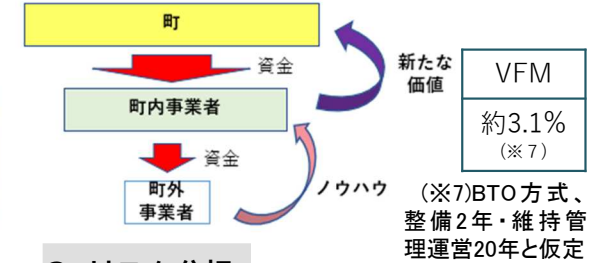 町
資金
新たな
価値
VFM
町内事業者
約3.1%
(※7)
資金
町外
事業者
ノウハウ
(※7)BTO方式、
整備2年・維持管
理運営20年と仮定